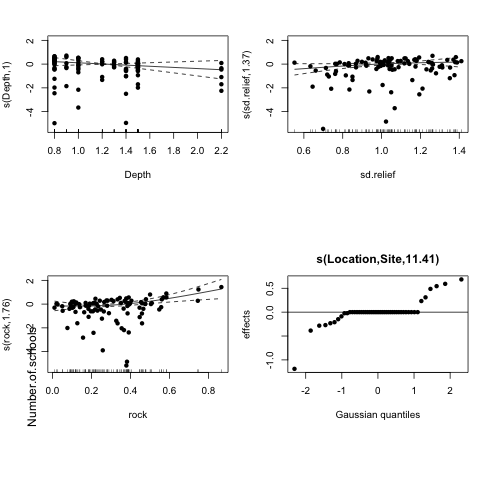 s(Depth,1)
2
0
-2
-4
0.8 1.0 1.2 1.4 1.6 1.8 2.0 2.2
Depth
s(sd.relief,1.37)
2
0
-2
-4
0.6 0.8 1.0 1.2 1.4
sd.relief
s(rock,1.76)
Number.of.schools
2
0
-2
-4
0.0 0.2 0.4 0.6 0.8
rock
s(Location,Site,11.41)
effects
0.5
0.0
-1.0
-2 -1 0 1 2
Gaussian quantiles